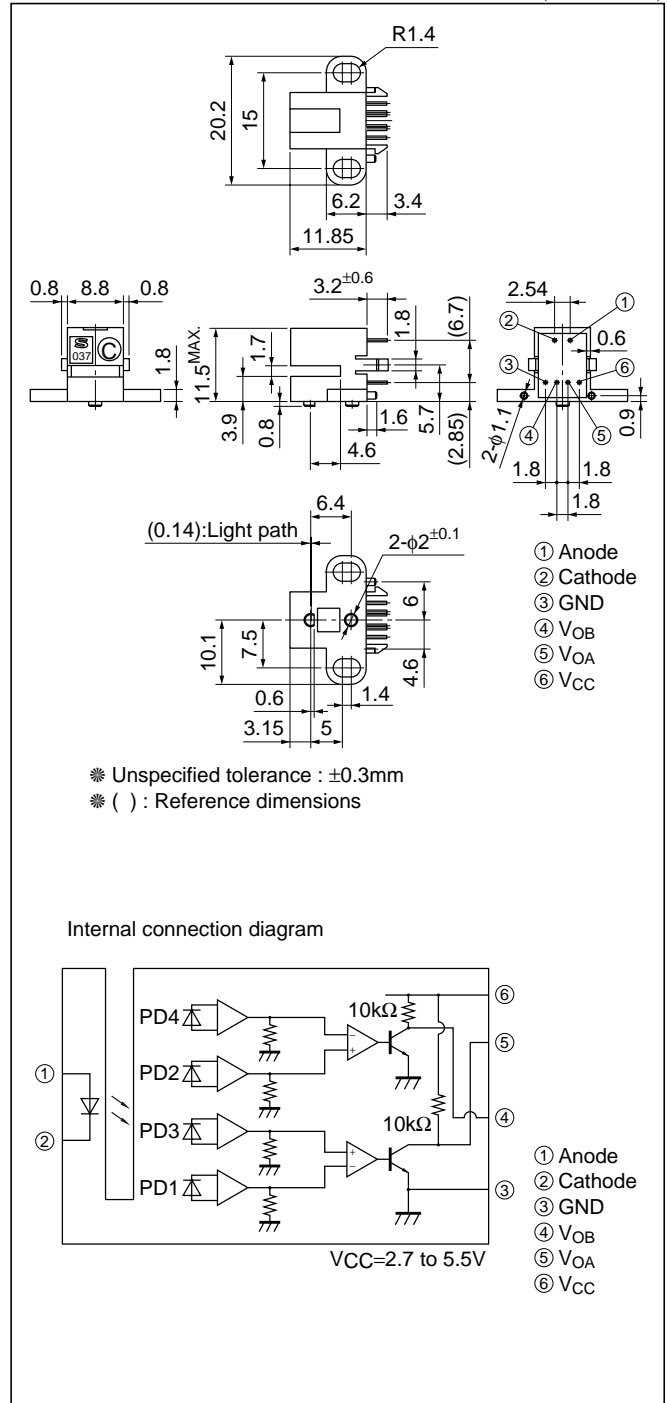 R1.4
20.2
15
6.2
3.4
11.85
0.8
8.8
0.8
S
037
C
1.8
3.2±0.6
11.5MAX.
1.7
1.8
(6.7)
3.9
0.8
4.6
1.6
5.7
(2.85)
2.54
①
②
0.6
③
⑥
2-φ1.1
④
⑤
0.9
1.8
1.8
1.8
6.4
(0.14):Light path
2-φ2±0.1
6
10.1
7.5
4.6
0.6
1.4
3.15
5
① Anode
② Cathode
③ GND
④ VOB
⑤ VOA
⑥ VCC
※ Unspecified tolerance : ±0.3mm
※ ( ) : Reference dimensions
Internal connection diagram
PD4
10kΩ
⑥
⑤
PD2
①
PD3
10kΩ
④
②
PD1
③
VCC=2.7 to 5.5V
① Anode
② Cathode
③ GND
④ VOB
⑤ VOA
⑥ VCC